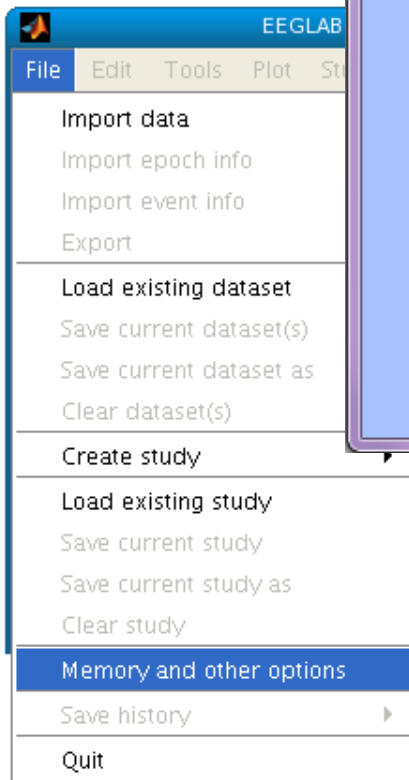 EEGLAB
File Edit Tools Plot
Import data
Import epoch info
Import event info
Export
Load existing dataset
Save current dataset(s)
Save current dataset as
Clear dataset(s)
Create study
Load existing study
Save current study
Save current study as
Clear study
Memory and other options
Save history
Quit